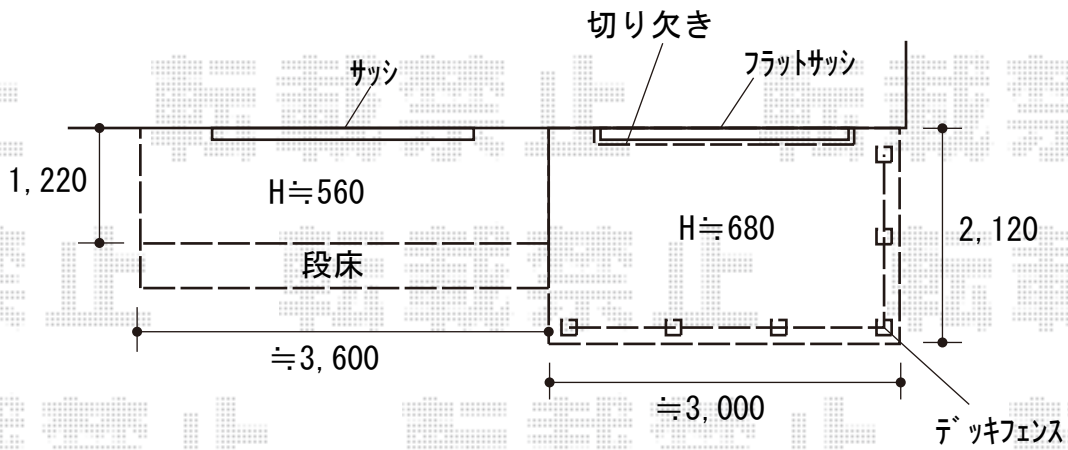 切り欠き
サッシ
フラットサッシ
1,220
H≒560
H≒680
2,120
段床
≒3,600
≒3,000
デッキフェンス